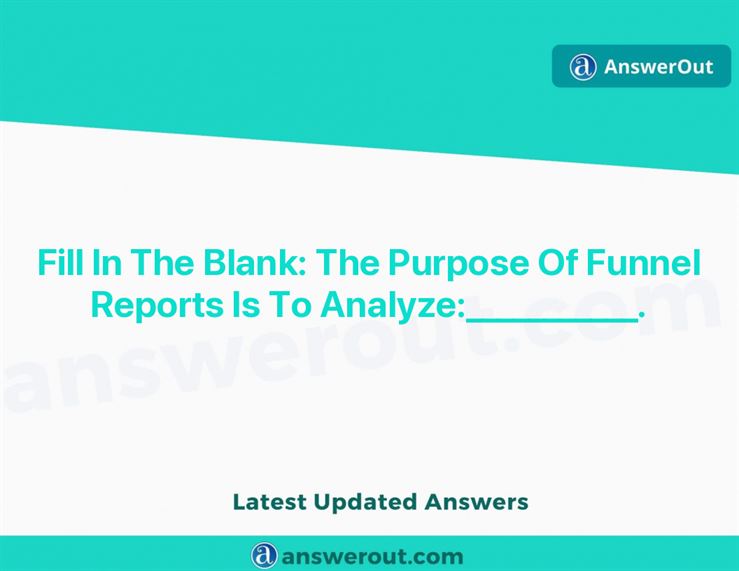 AnswerOut
Fill In The Blank: The Purpose Of Funnel
Reports Is To Analyze:__________.
answerout.com
Latest Updated Answers
answerout.com